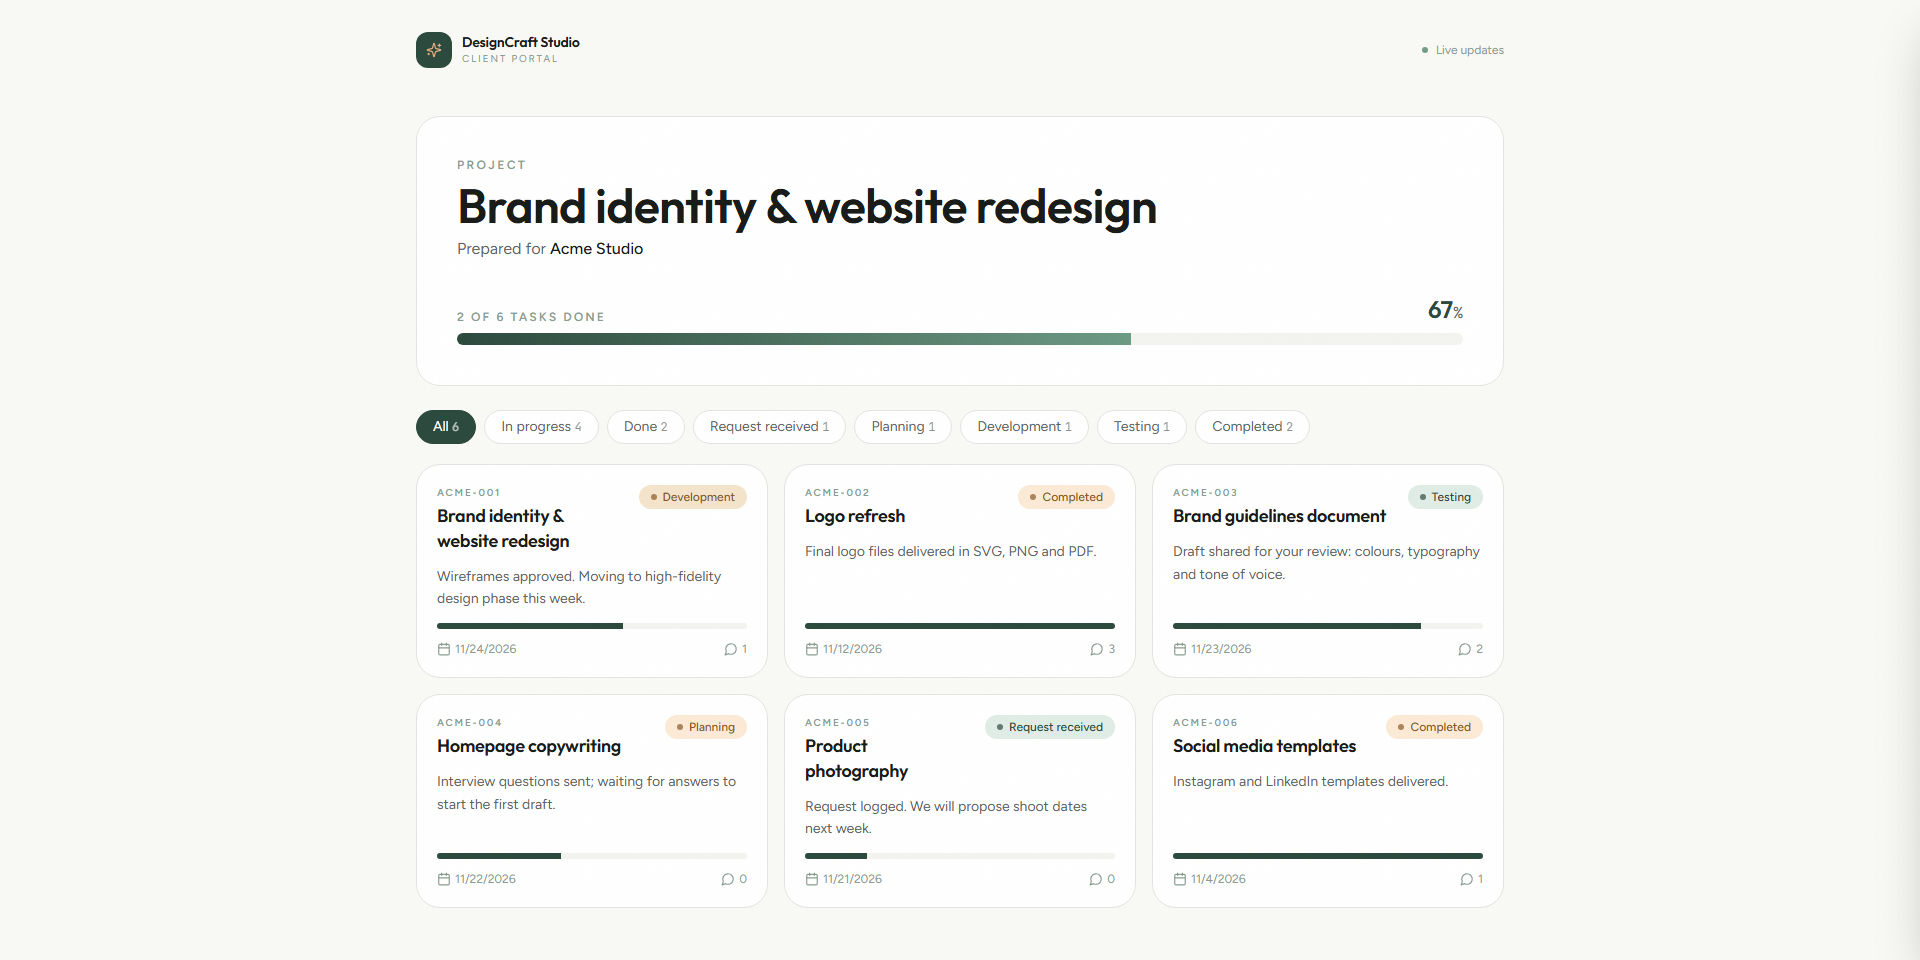 DesignCraft Studio
CLIENT PORTAL
Live updates
PROJECT
Brand identity & website redesign
Prepared for Acme Studio
2 OF 6 TASKS DONE
67%
All 6
In progress 4
Done 2
Request received 1
Planning 1
Development 1
Testing 1
Completed 2
ACME-001
Development
Brand identity &
website redesign
Wireframes approved. Moving to high-fidelity
design phase this week.
11/24/2026
1
ACME-002
Completed
Logo refresh
Final logo files delivered in SVG, PNG and PDF.
11/12/2026
3
ACME-003
Testing
Brand guidelines document
Draft shared for your review: colours, typography
and tone of voice.
11/23/2026
2
ACME-004
Planning
Homepage copywriting
Interview questions sent; waiting for answers to
start the first draft.
11/22/2026
0
ACME-005
Request received
Product
photography
Request logged. We will propose shoot dates
next week.
11/21/2026
0
ACME-006
Completed
Social media templates
Instagram and LinkedIn templates delivered.
11/4/2026
1